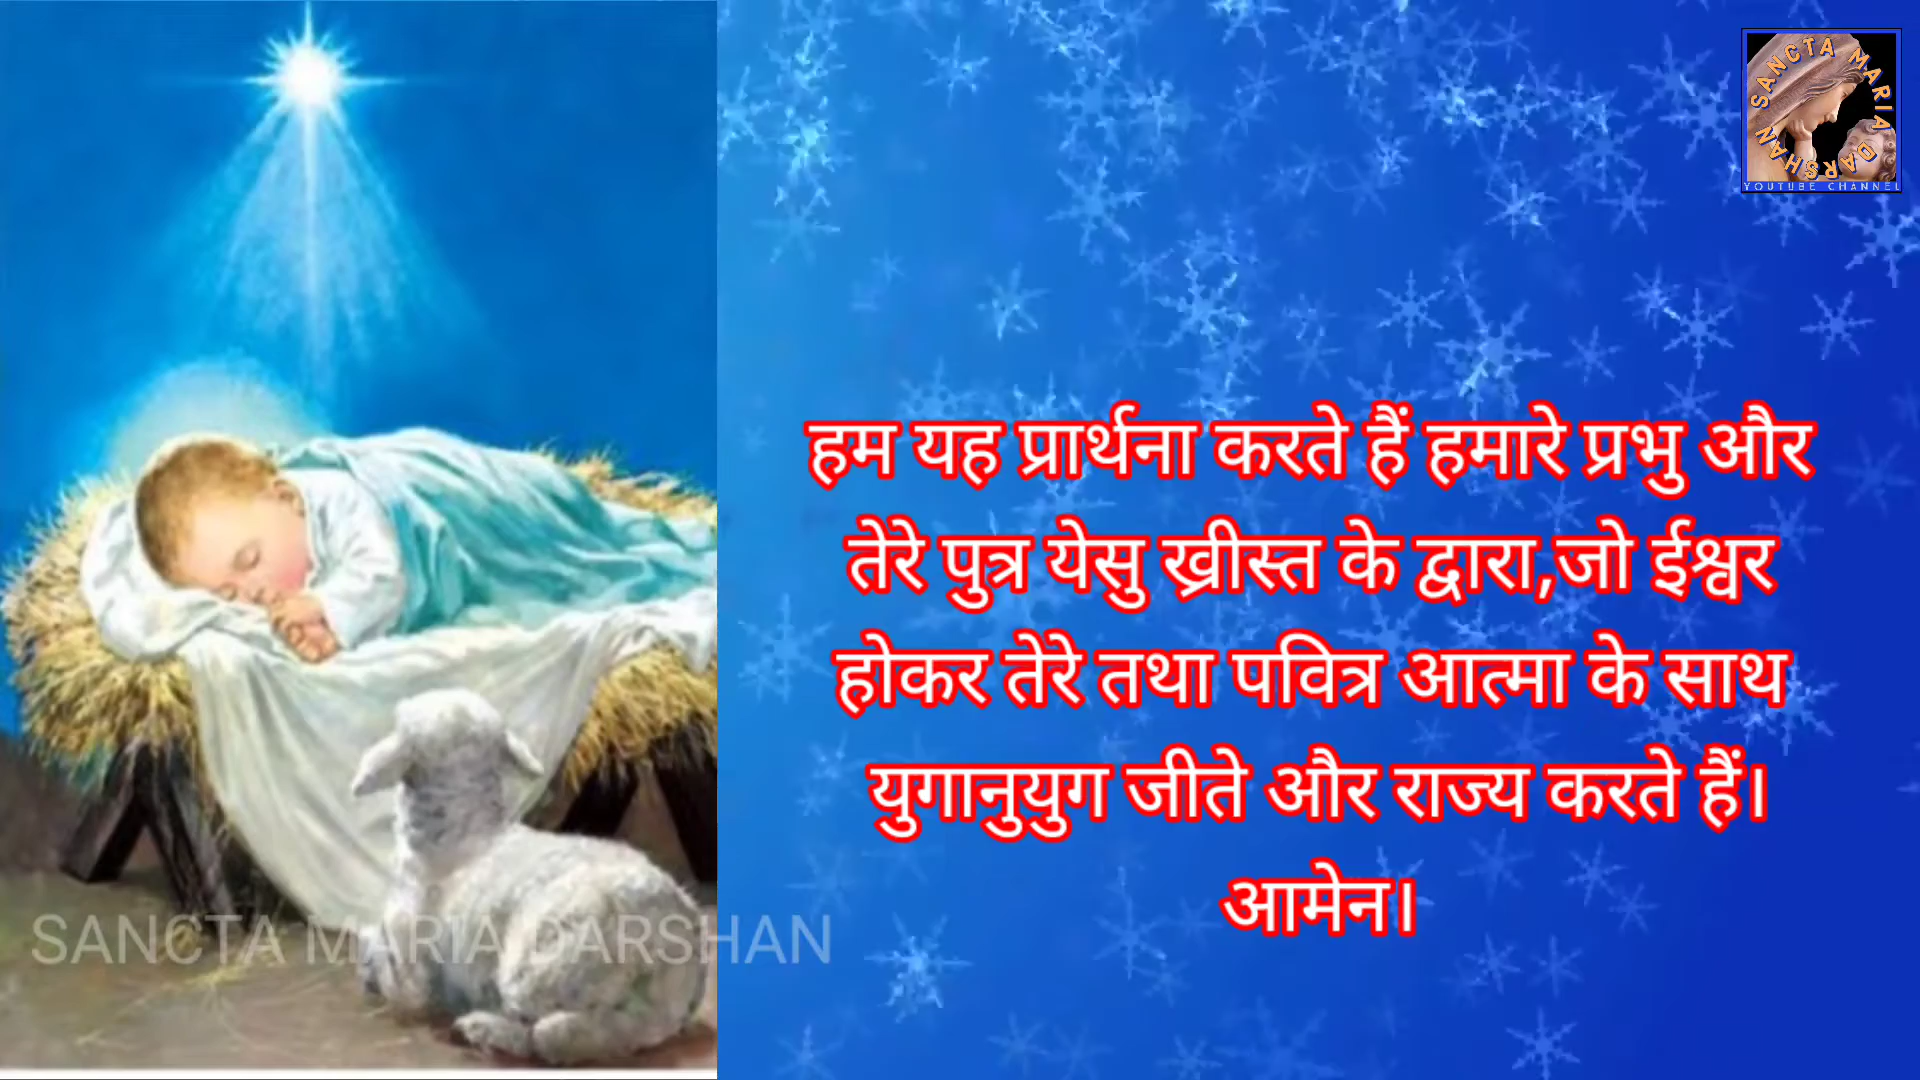 SANCTA MARIA DARSHAN
YOUTUBE CHANNEL
हम यह प्रार्थना करते हैं हमारे प्रभु और
तेरे पुत्र येसु ख्रीस्त के द्वारा,जो ईश्वर
होकर तेरे तथा पवित्र आत्मा के साथ
युगानुयुग जीते और राज्य करते हैं।
आमेन।
SANCTA MARIA DARSHAN